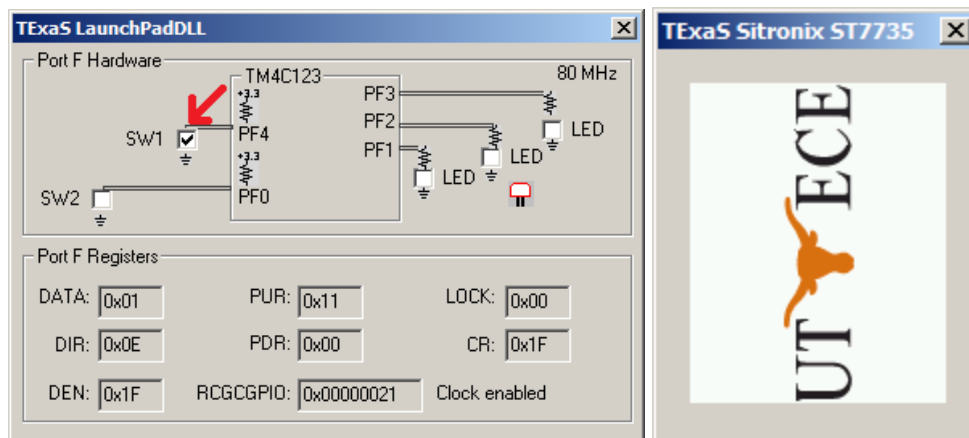 TExaS LaunchPadDLL
Port F Hardware
TM4C123
80 MHz
+3.3
PF3
PF4
PF2
LED
SW1
+3.3
PF1
LED
LED
SW2
PF0
Port F Registers
DATA: 0x01 PUR: 0x11 LOCK: 0x00
DIR: 0x0E PDR: 0x00 CR: 0x1F
DEN: 0x1F RCGCGPIO: 0x00000021 Clock enabled
TExaS Sitronix ST7735
UT ECE